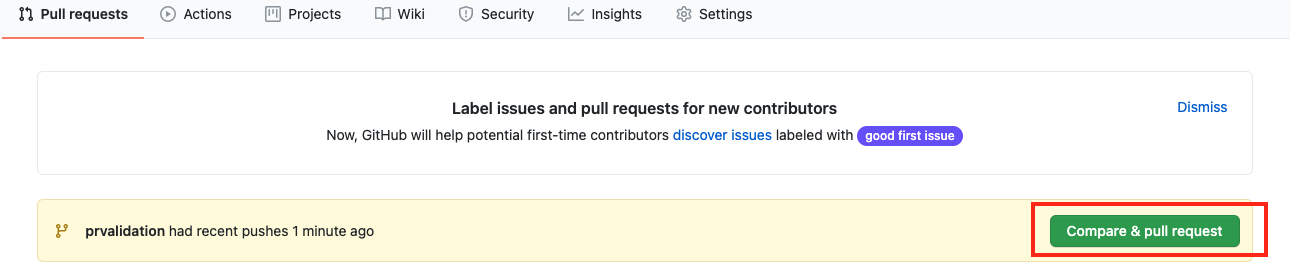 Pull requests Actions Projects Wiki Security Insights Settings
Label issues and pull requests for new contributors
Dismiss
Now, GitHub will help potential first-time contributors discover issues labeled with good first issue
prvalidation had recent pushes 1 minute ago
Compare & pull request